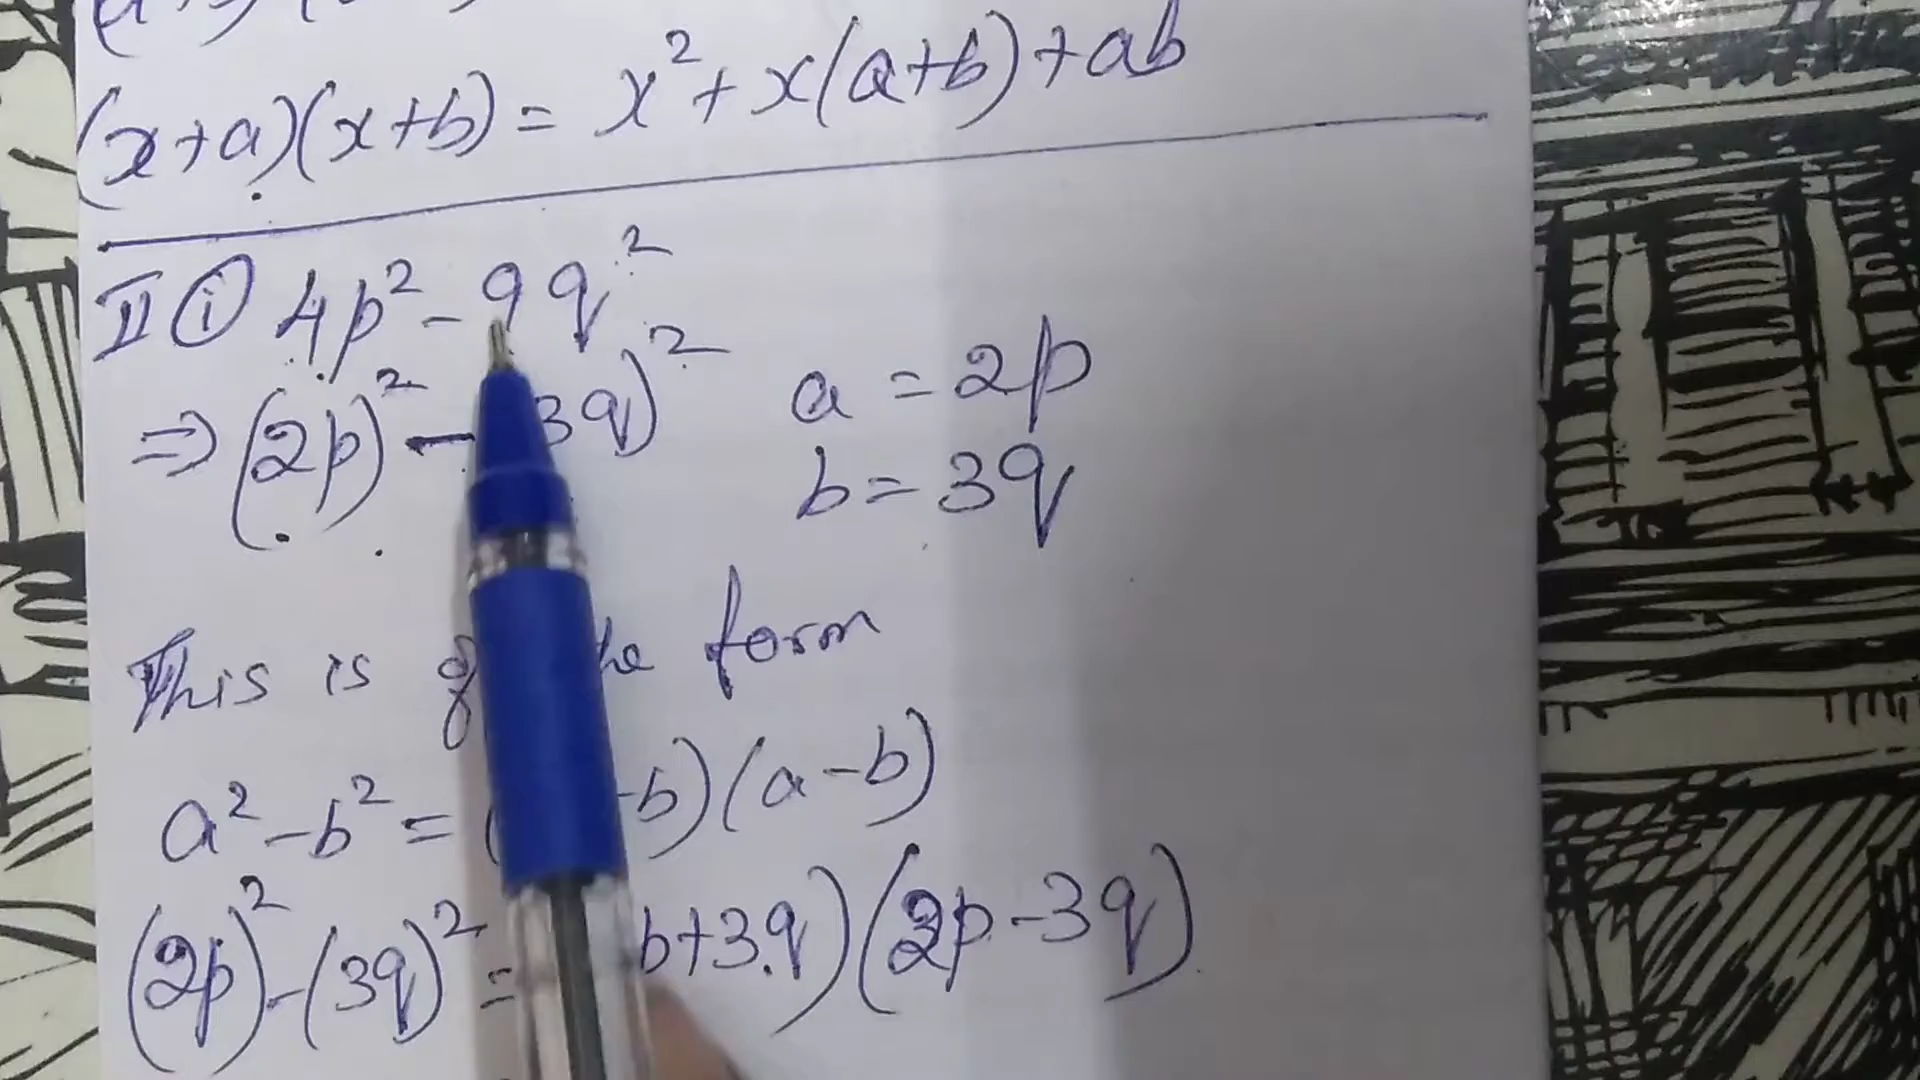 (x+a)(x+b) = x² + x(a+b)+ab
II (i) 4p² - 9q²
⇒ (2p)² - 3q)²
a = 2p
b = 3q
This is the form
a² - b² = ( -b)(a-b)
(2p)² - (3q)² = p+3q)(2p-3q)